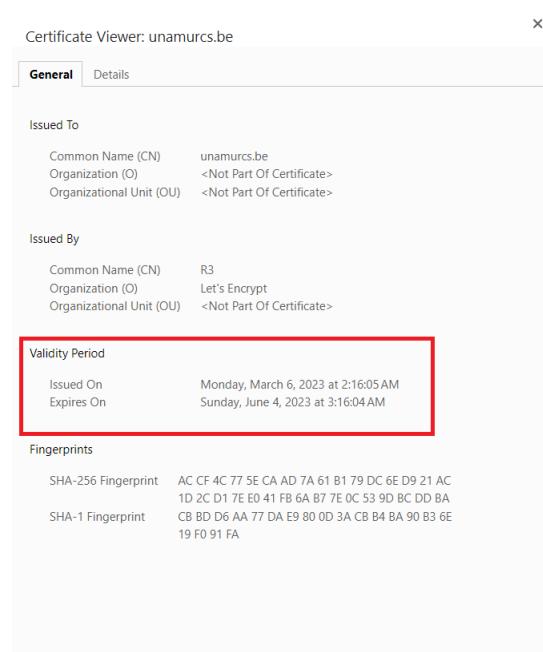 Certificate Viewer: unamurcs.be
General Details
Issued To
Common Name (CN) unamurcs.be
Organization (O) <Not Part Of Certificate>
Organizational Unit (OU) <Not Part Of Certificate>
Issued By
Common Name (CN) R3
Organization (O) Let's Encrypt
Organizational Unit (OU) <Not Part Of Certificate>
Validity Period
Issued On Monday, March 6, 2023 at 2:16:05 AM
Expires On Sunday, June 4, 2023 at 3:16:04 AM
Fingerprints
SHA-256 Fingerprint AC CF 4C 77 5E CA AD 7A 61 B1 79 DC 6E D9 21 AC
1D 2C D1 7E E0 41 FB 6A B7 7E 0C 53 9D BC DD BA
SHA-1 Fingerprint CB BD D6 AA 77 DA E9 80 0D 3A CB B4 BA 90 B3 6E
19 F0 91 FA